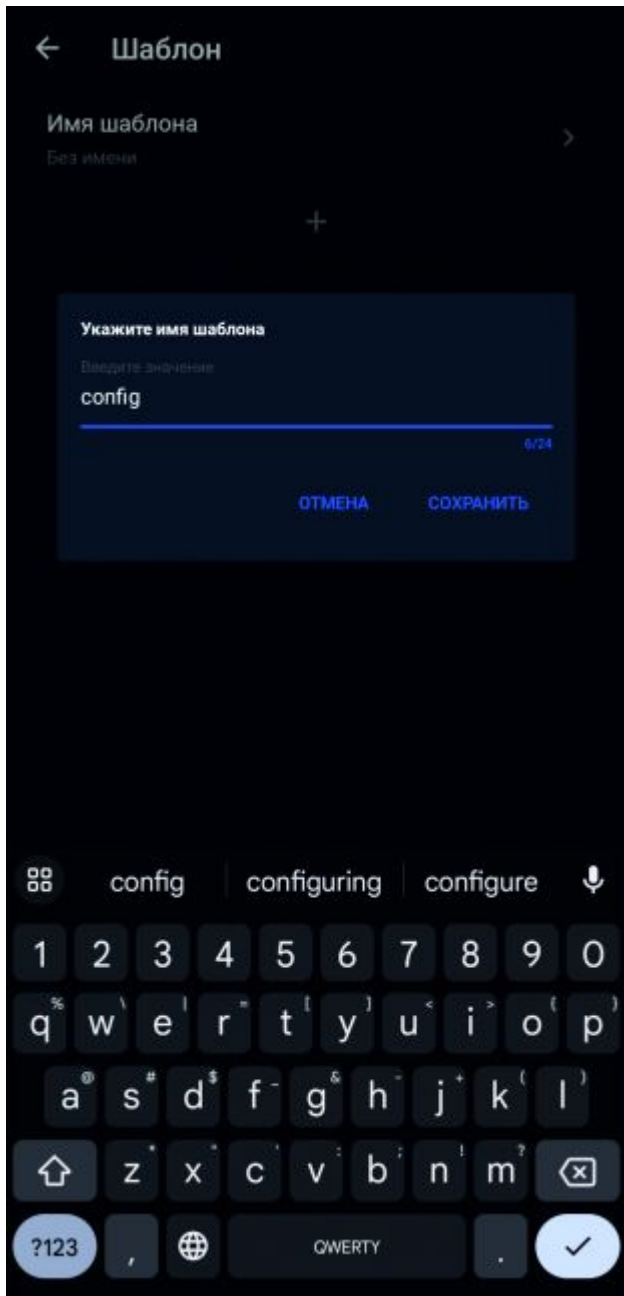 Шаблон
Имя шаблона
Без имени
+
Укажите имя шаблона
Введите значение
config
6/24
ОТМЕНА СОХРАНИТЬ
config configuring configure
1 2 3 4 5 6 7 8 9 0
q w e r t y u i o p
a s d f g h j k l
z x c v b n m
?123 , QWERTY .